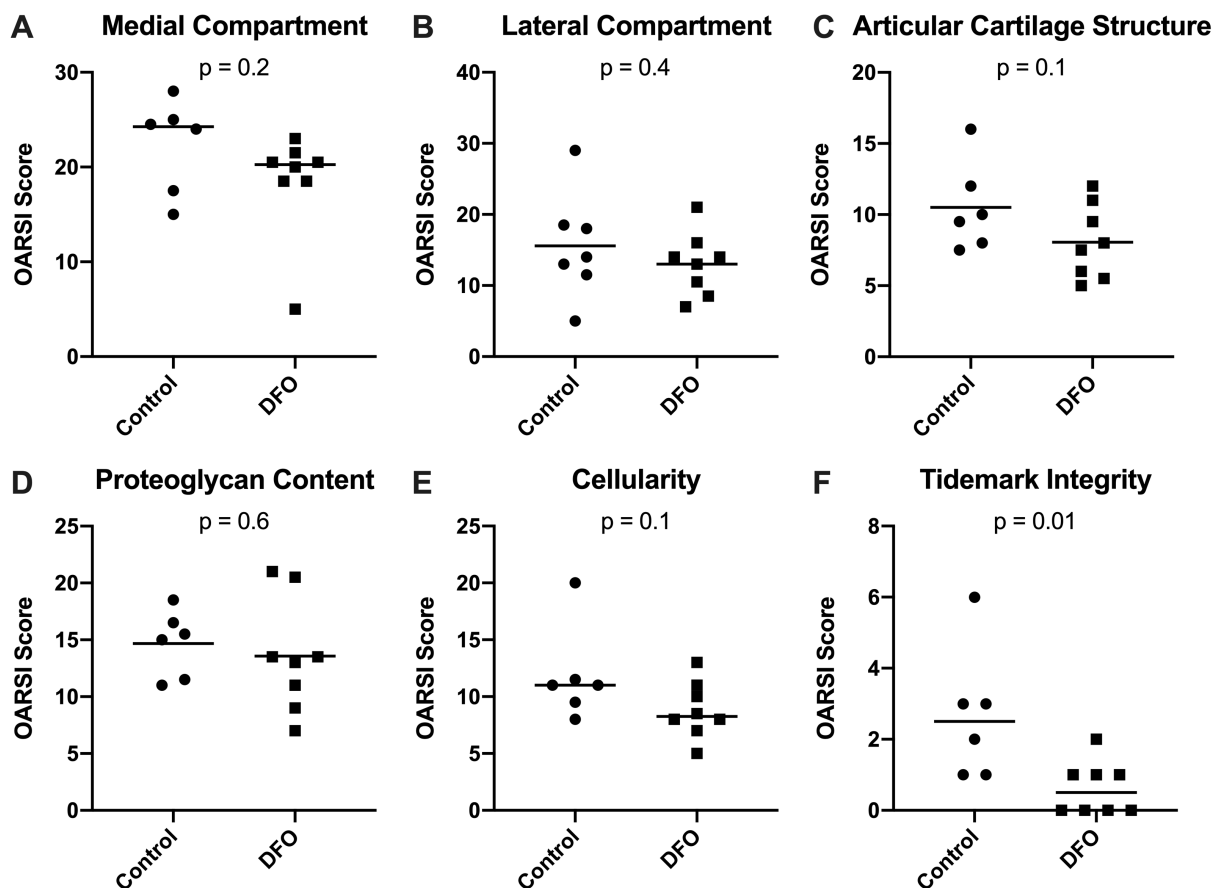 A Medial Compartment
p = 0.2
OARSI Score
30
20
10
0
Control
DFO
B Lateral Compartment
p = 0.4
OARSI Score
40
30
20
10
0
Control
DFO
C Articular Cartilage Structure
p = 0.1
OARSI Score
20
15
10
5
0
Control
DFO
D Proteoglycan Content
p = 0.6
OARSI Score
25
20
15
10
5
0
Control
DFO
E Cellularity
p = 0.1
OARSI Score
25
20
15
10
5
0
Control
DFO
F Tidemark Integrity
p = 0.01
OARSI Score
8
6
4
2
0
Control
DFO